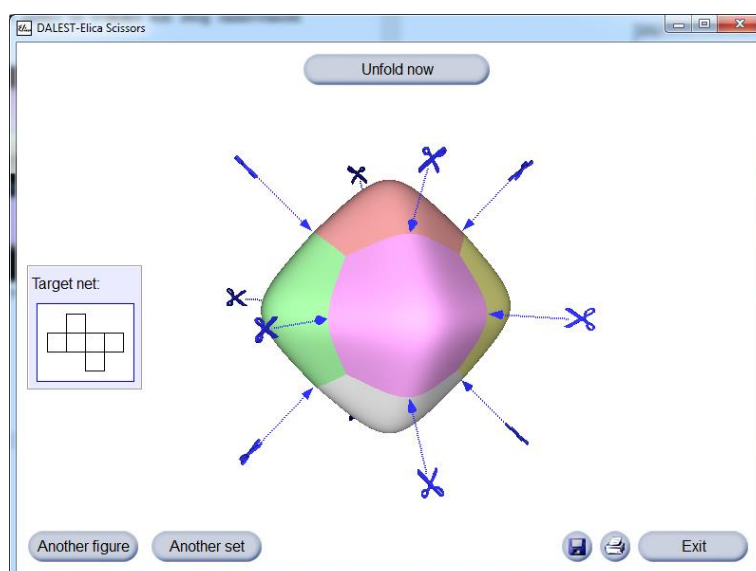 DALEST-Elica Scissors
Unfold now
Target net:
Another figure
Another set
Exit